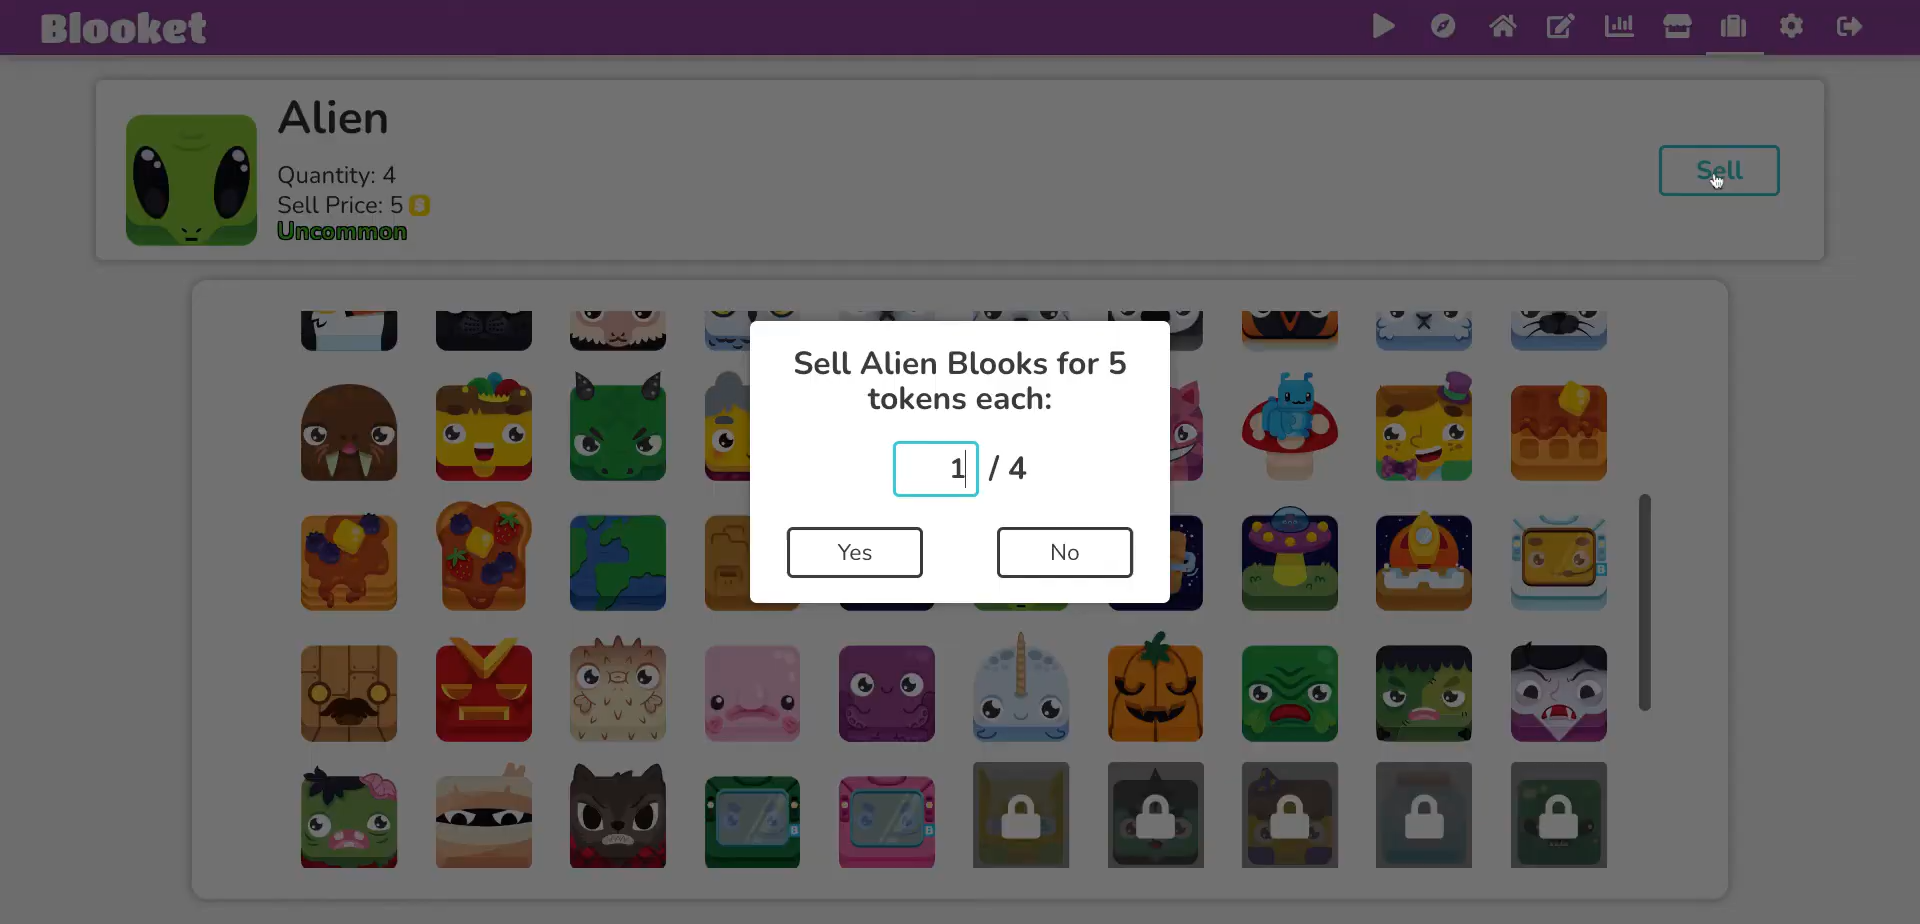 Blooket
Alien
Quantity: 4
Sell Price: 5
Uncommon
Sell
Sell Alien Blooks for 5
tokens each:
1 / 4
Yes
No
B
B
B